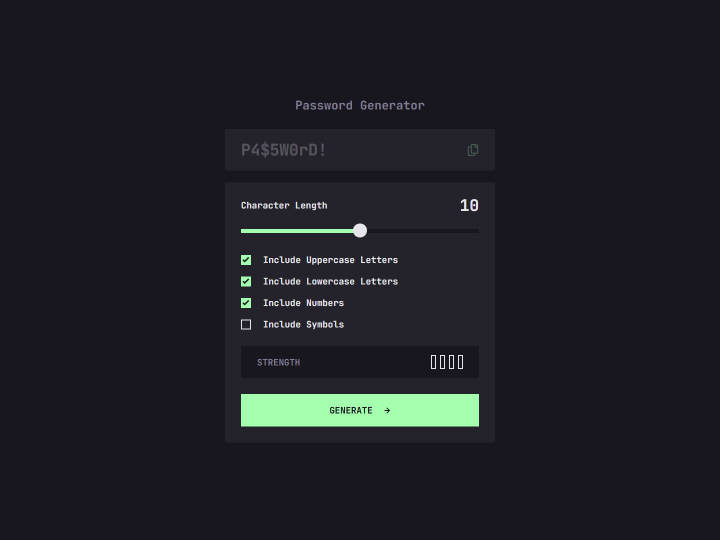 Password Generator
P4$5W0rD!
Character Length 10
Include Uppercase Letters
Include Lowercase Letters
Include Numbers
Include Symbols
STRENGTH
GENERATE →